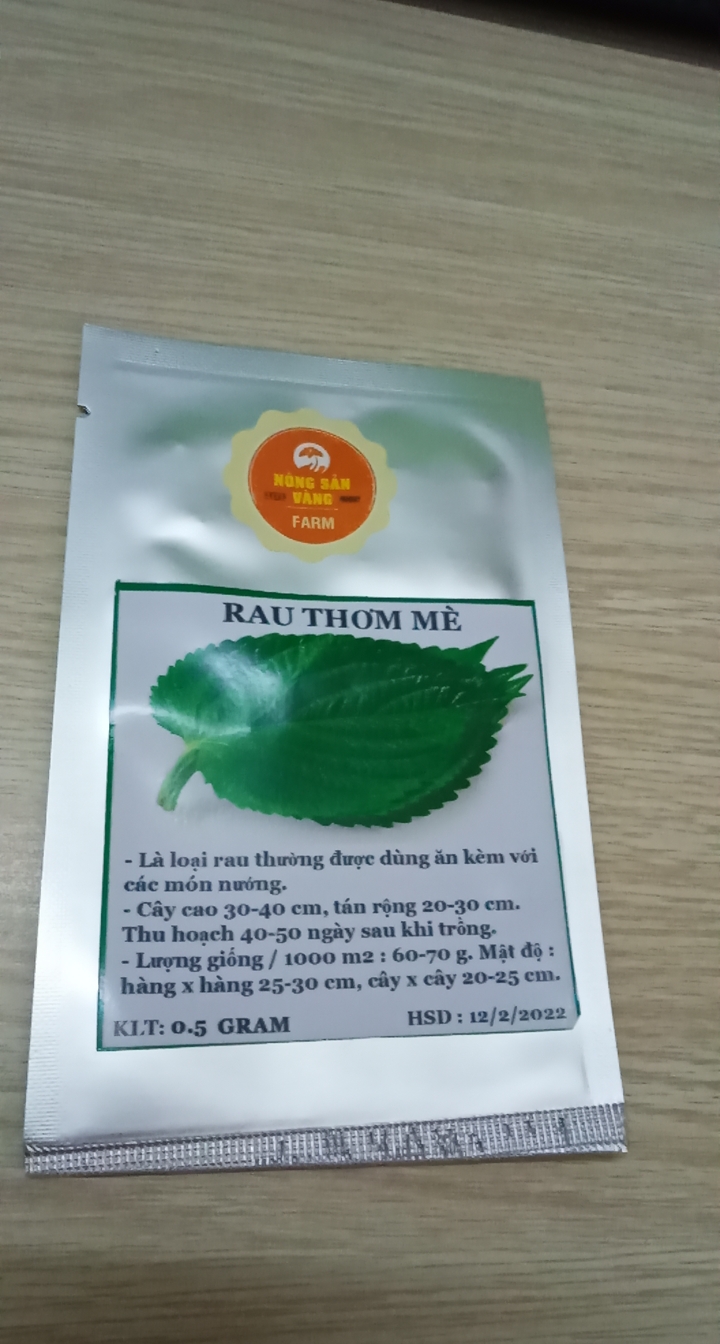 NÔNG SẢN
VÀNG
FARM
RAU THƠM MÈ
- Là loại rau thường được dùng ăn kèm với
các món nướng.
- Cây cao 30-40 cm, tán rộng 20-30 cm.
Thu hoạch 40-50 ngày sau khi trồng.
- Lượng giống / 1000 m2 : 60-70 g. Mật độ :
hàng x hàng 25-30 cm, cây x cây 20-25 cm.
KLT: 0.5 GRAM HSD : 12/2/2022